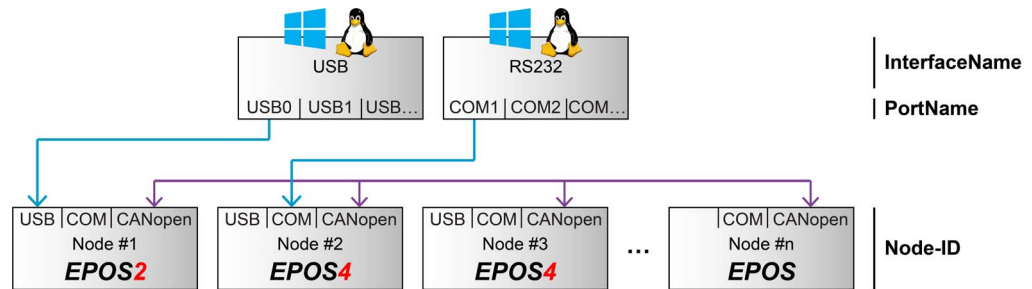 USB
RS232
InterfaceName
USB0 USB1 USB...
COM1 COM2 COM...
PortName
USB COM CANopen
Node #1
EPOS2
USB COM CANopen
Node #2
EPOS4
USB COM CANopen
Node #3
EPOS4
...
COM CANopen
Node #n
EPOS
Node-ID